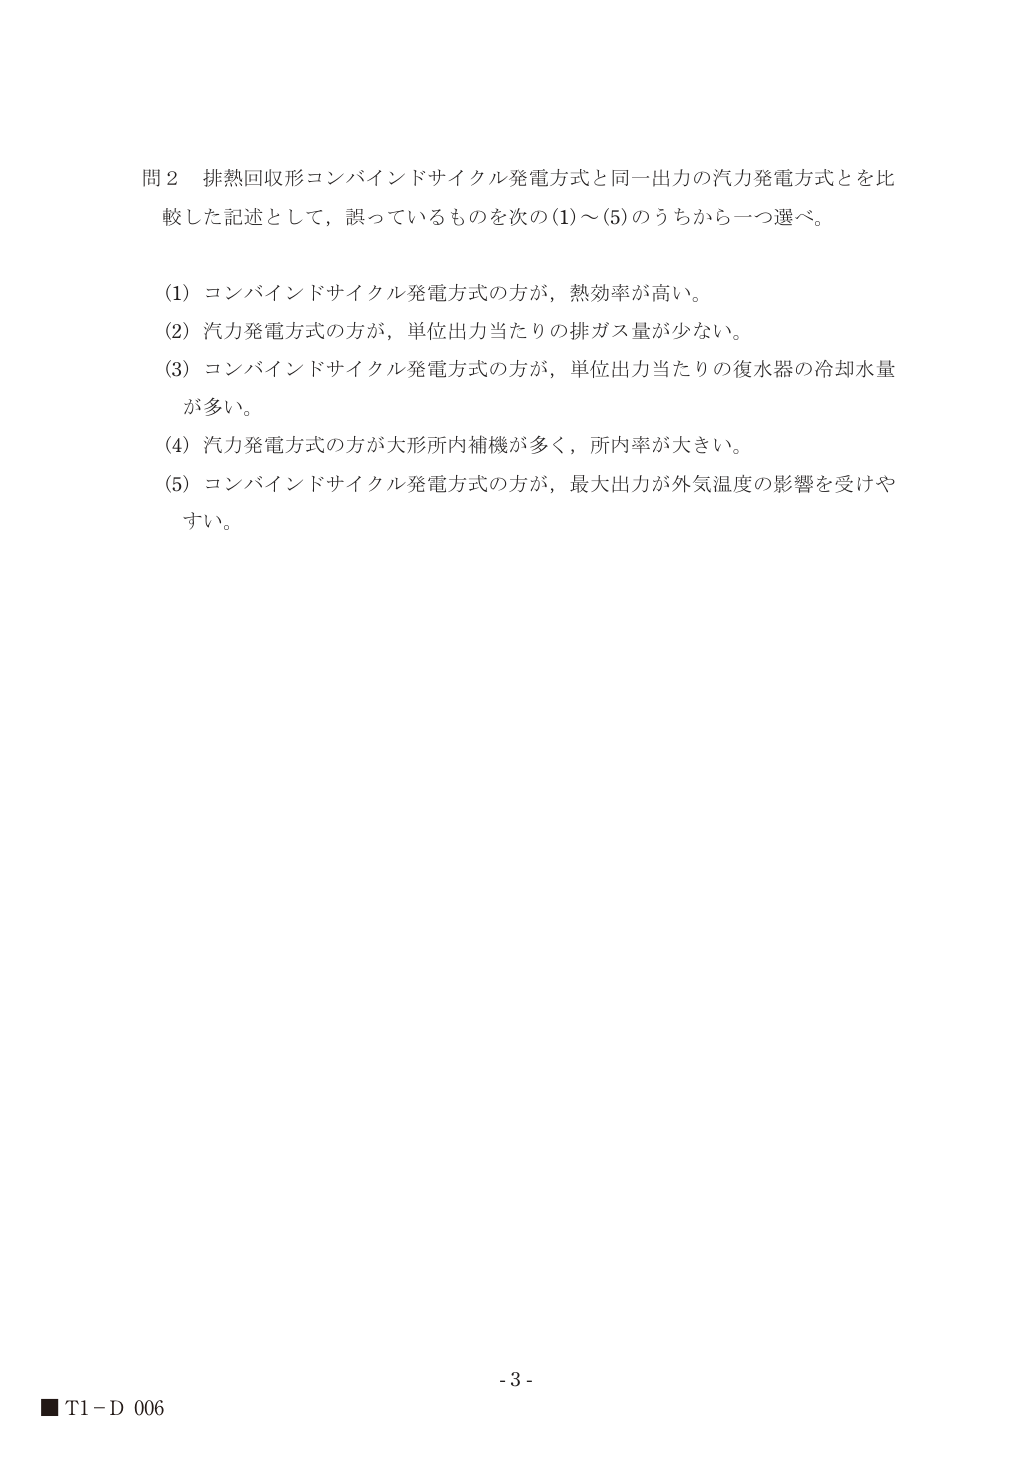 問２　排熱回収形コンバインドサイクル発電方式と同一出力の汽力発電方式とを比
較した記述として，誤っているものを次の(1)～(5)のうちから一つ選べ。
(1) コンバインドサイクル発電方式の方が，熱効率が高い。
(2) 汽力発電方式の方が，単位出力当たりの排ガス量が少ない。
(3) コンバインドサイクル発電方式の方が，単位出力当たりの復水器の冷却水量
が多い。
(4) 汽力発電方式の方が大形所内補機が多く，所内率が大きい。
(5) コンバインドサイクル発電方式の方が，最大出力が外気温度の影響を受けや
すい。
- 3 -
■ T1－D 006